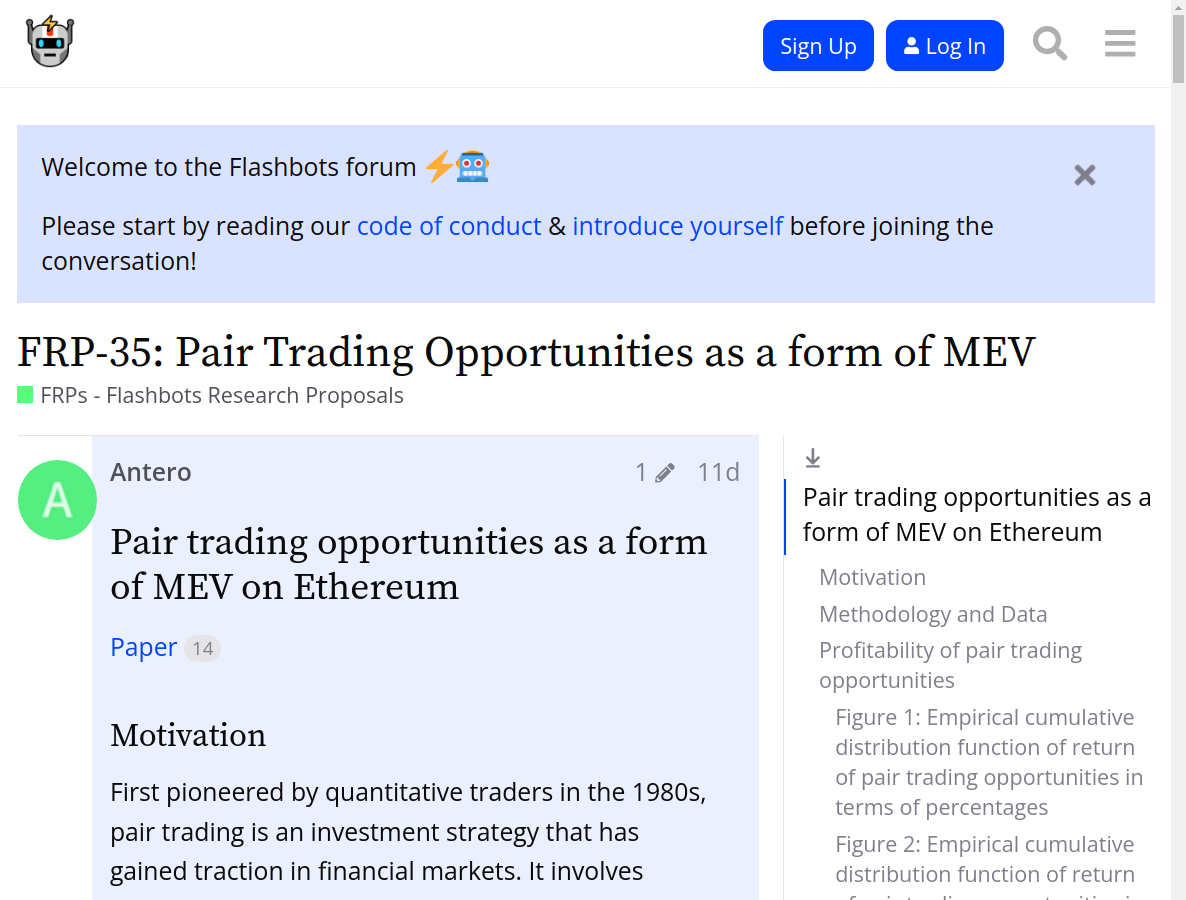 Sign Up
Log In
Welcome to the Flashbots forum
Please start by reading our code of conduct & introduce yourself before joining the
conversation!
FRP-35: Pair Trading Opportunities as a form of MEV
FRPs - Flashbots Research Proposals
A
Antero
1
11d
Pair trading opportunities as a form
of MEV on Ethereum
Paper 14
Motivation
First pioneered by quantitative traders in the 1980s,
pair trading is an investment strategy that has
gained traction in financial markets. It involves
Pair trading opportunities as a
form of MEV on Ethereum
Motivation
Methodology and Data
Profitability of pair trading
opportunities
Figure 1: Empirical cumulative
distribution function of return
of pair trading opportunities in
terms of percentages
Figure 2: Empirical cumulative
distribution function of return